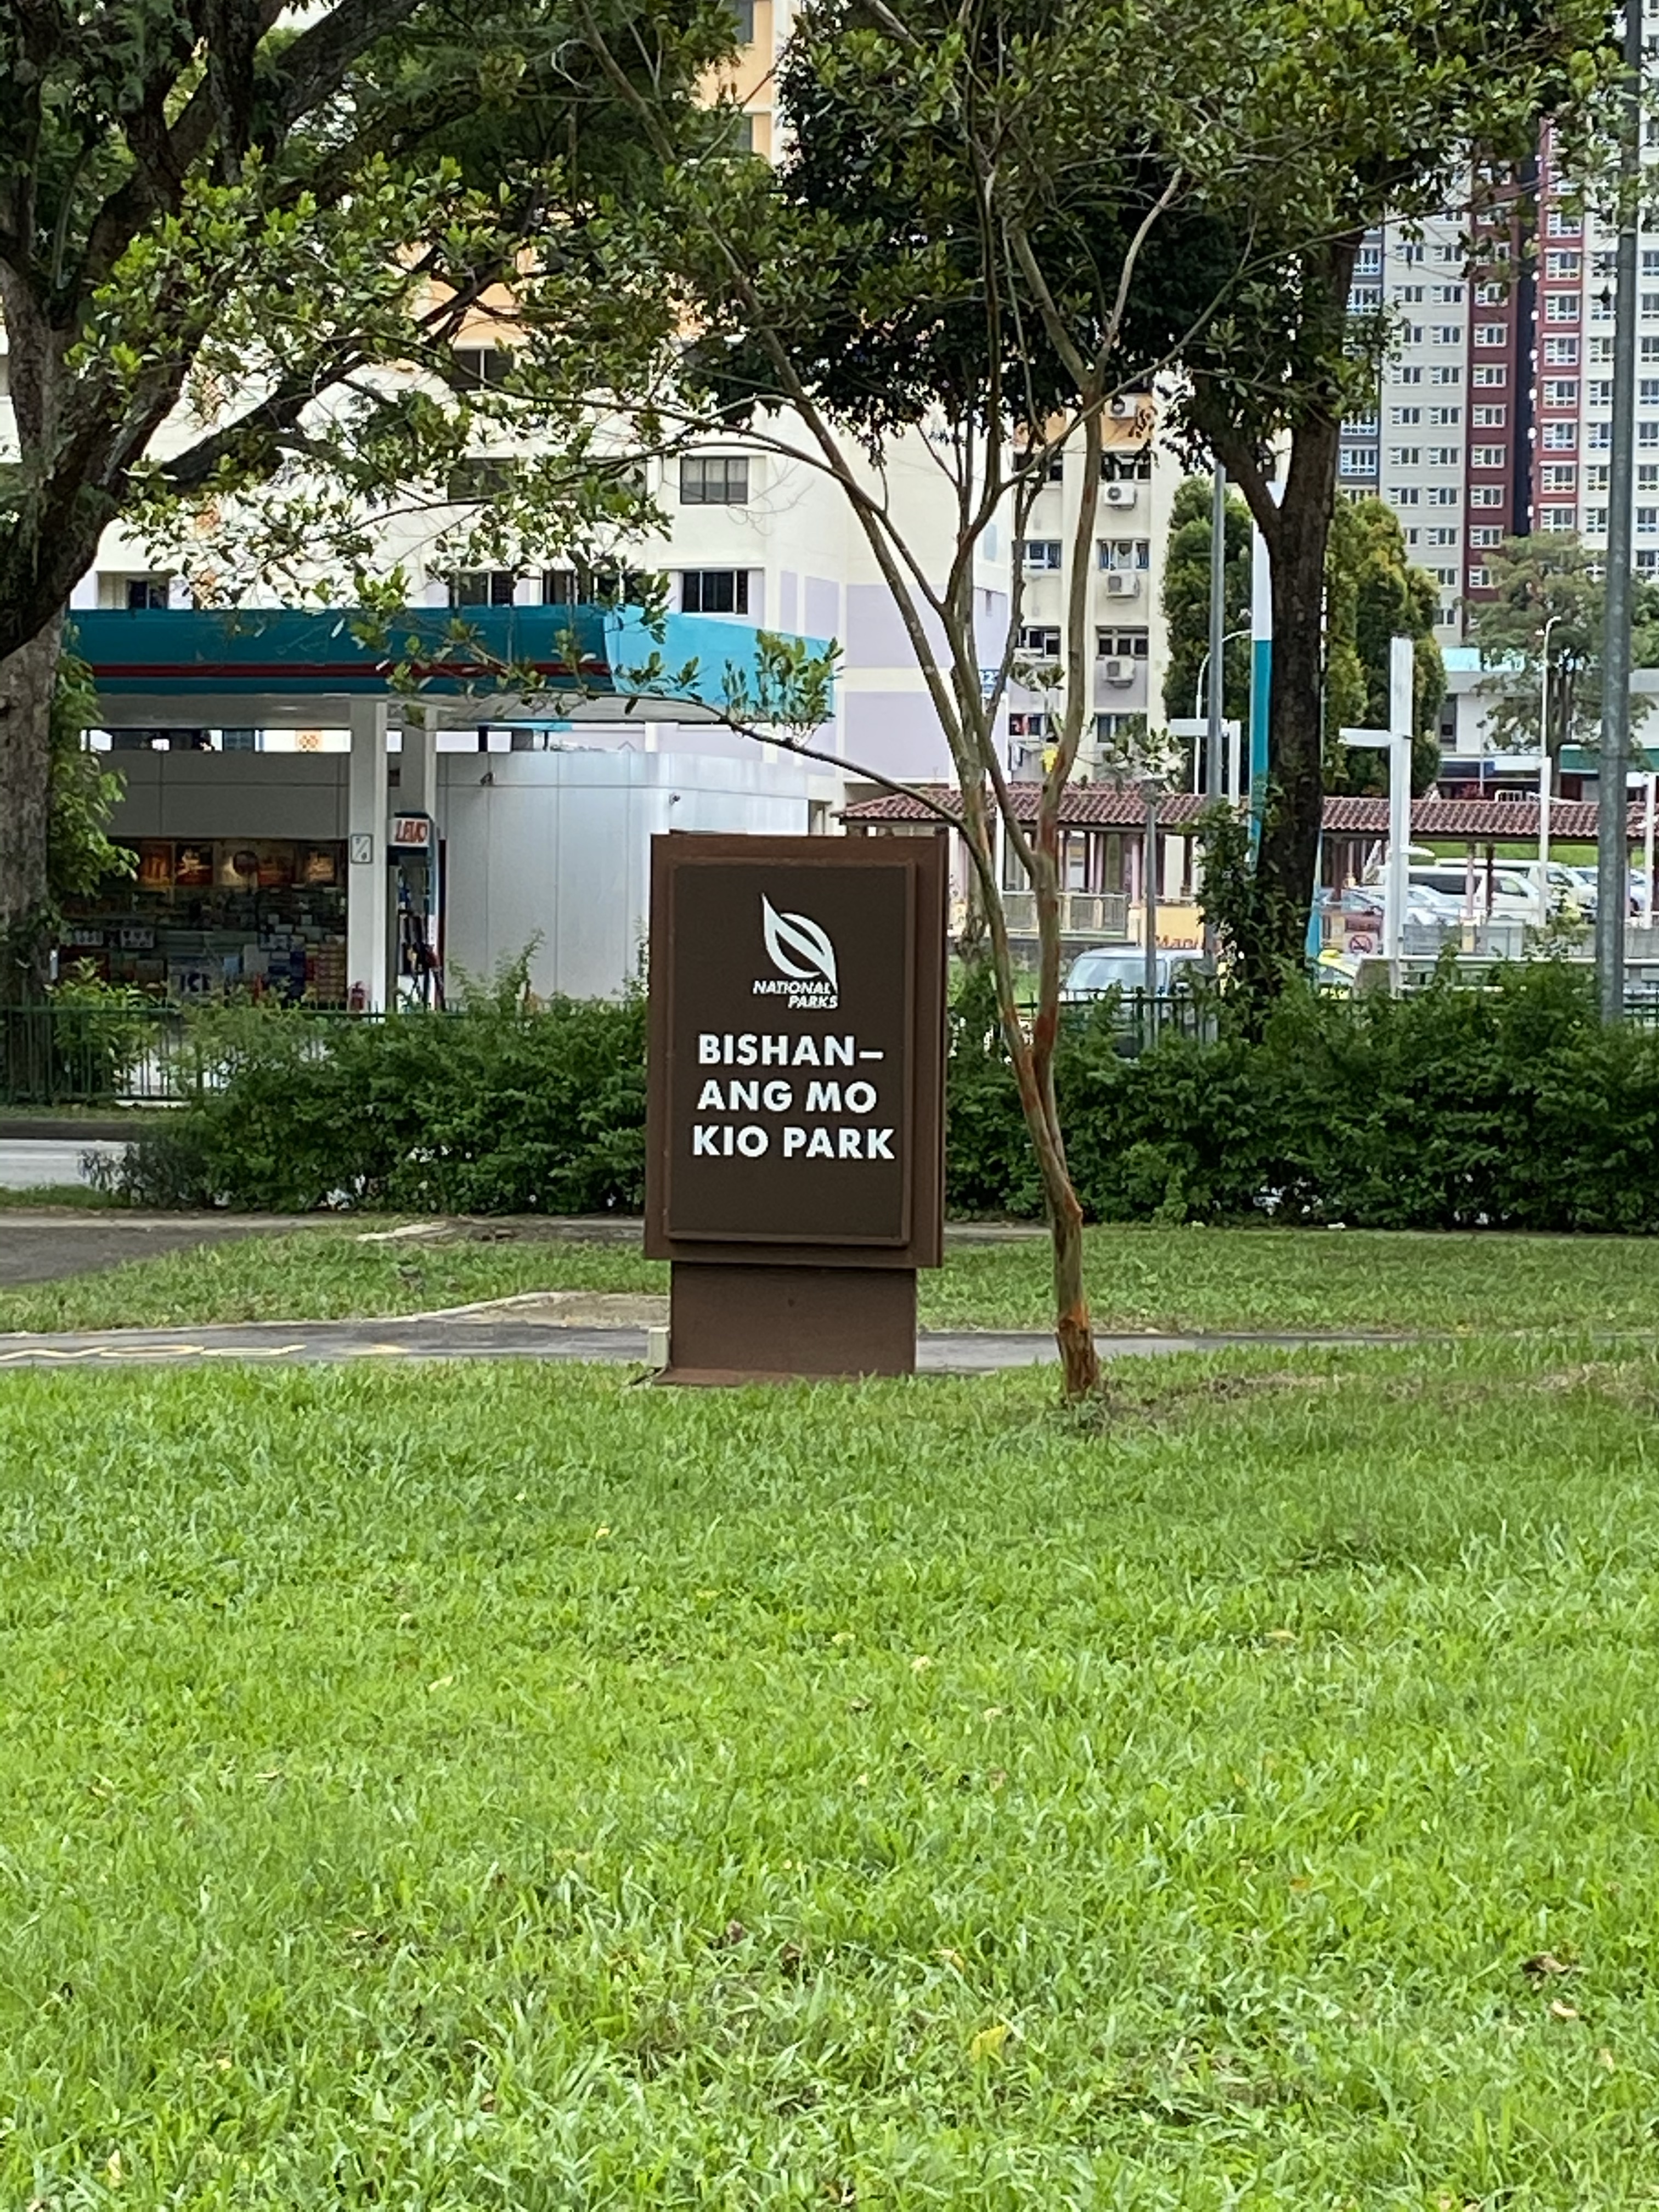 NATIONAL
PARKS
BISHAN–
ANG MO
KIO PARK